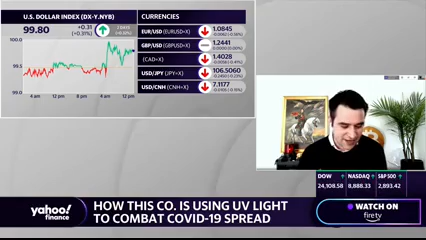 U.S. DOLLAR INDEX (DX-Y.NYB)
99.80
+0.31
(+0.31%)
2 DAYS
100.0
99.5
99.0
4 am
12 pm
4 am
12 pm
CURRENCIES
EUR/USD (EURUSD=X)
1.0845
GBP/USD (GBPUSD=X)
1.2441
(CAD=X)
1.4028
USD/JPY (JPY=X)
106.5060
USD/CNH (CNH=X)
7.1177
DOW
24,108.58
NASDAQ
8,888.33
S&P 500
2,893.42
yahoo!
finance
HOW THIS CO. IS USING UV LIGHT
TO COMBAT COVID-19 SPREAD
WATCH ON
firetv